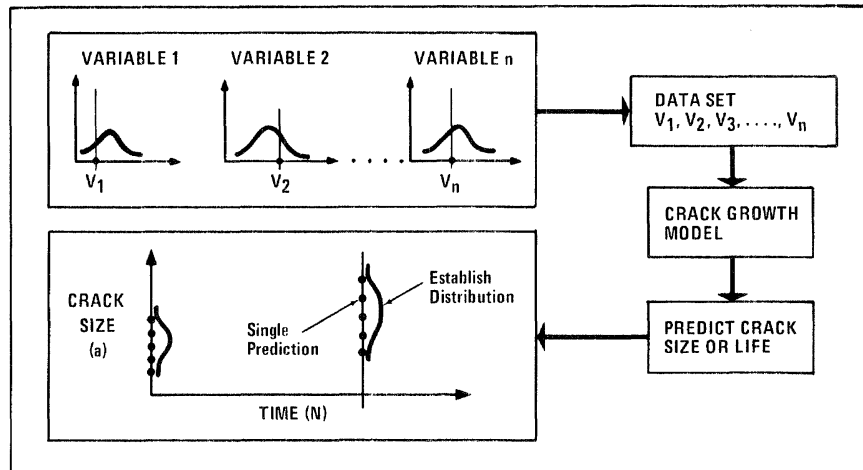 VARIABLE 1
VARIABLE 2
VARIABLE n
V1
V2
. . . . .
Vn
DATA SET
V1, V2, V3, . . . ., Vn
CRACK GROWTH
MODEL
PREDICT CRACK
SIZE OR LIFE
CRACK
SIZE
(a)
Single
Prediction
Establish
Distribution
TIME (N)